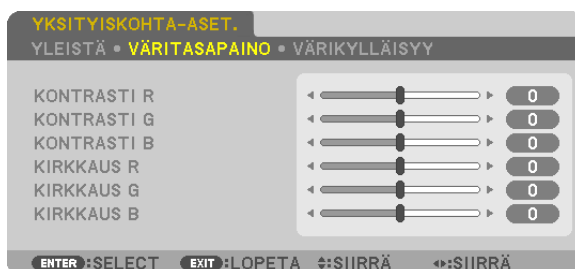 YKSITYISKOHTA-ASET.
YLEISTÄ • VÄRITASAPAINO • VÄRIKYLLÄISYY
KONTRASTI R 0
KONTRASTI G 0
KONTRASTI B 0
KIRKKAUS R 0
KIRKKAUS G 0
KIRKKAUS B 0
ENTER :SELECT EXIT :LOPETA :SIIRRÄ :SIIRRÄ